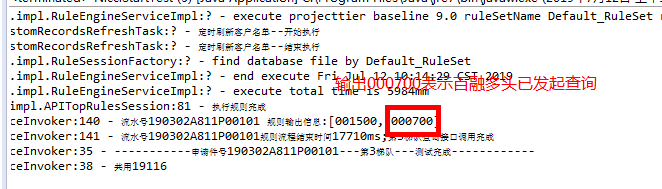 .impl.RuleEngineServiceImpl:? - execute projecttier baseline 9.0 ruleSetName Default_RuleSet
stomRecordsRefreshTask:? - 定时刷新客户名单--开始执行
stomRecordsRefreshTask:? - 定时刷新客户名单--结束执行
.impl.RuleSessionFactory:? - find database file by Default_RuleSet
.impl.RuleEngineServiceImpl:? - end execute Fri Jul 12 10:14:29 CST 2019
.impl.RuleEngineServiceImpl:? - execute total time is 5984mm
输出000700表示百融多头已发起查询
impl.APITopRulesSession:81 - 执行规则完成
ceInvoker:140 - 流水号190302A811P00101 规则输出信息:[001500, 000700]
ceInvoker:141 - 流水号190302A811P00101规则流程结束时间17710ms;第3梯队查询接口调用完成
ceInvoker:35 - -----------申请件号190302A811P00101---第3梯队---测试完成------------
ceInvoker:38 - 共用19116